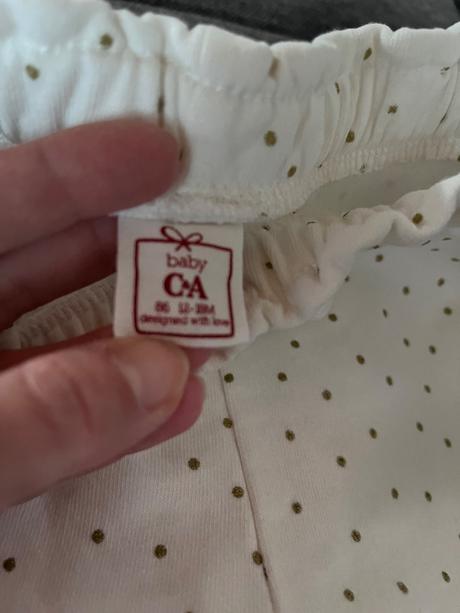 baby
C&A
86 12-18M
designed with love